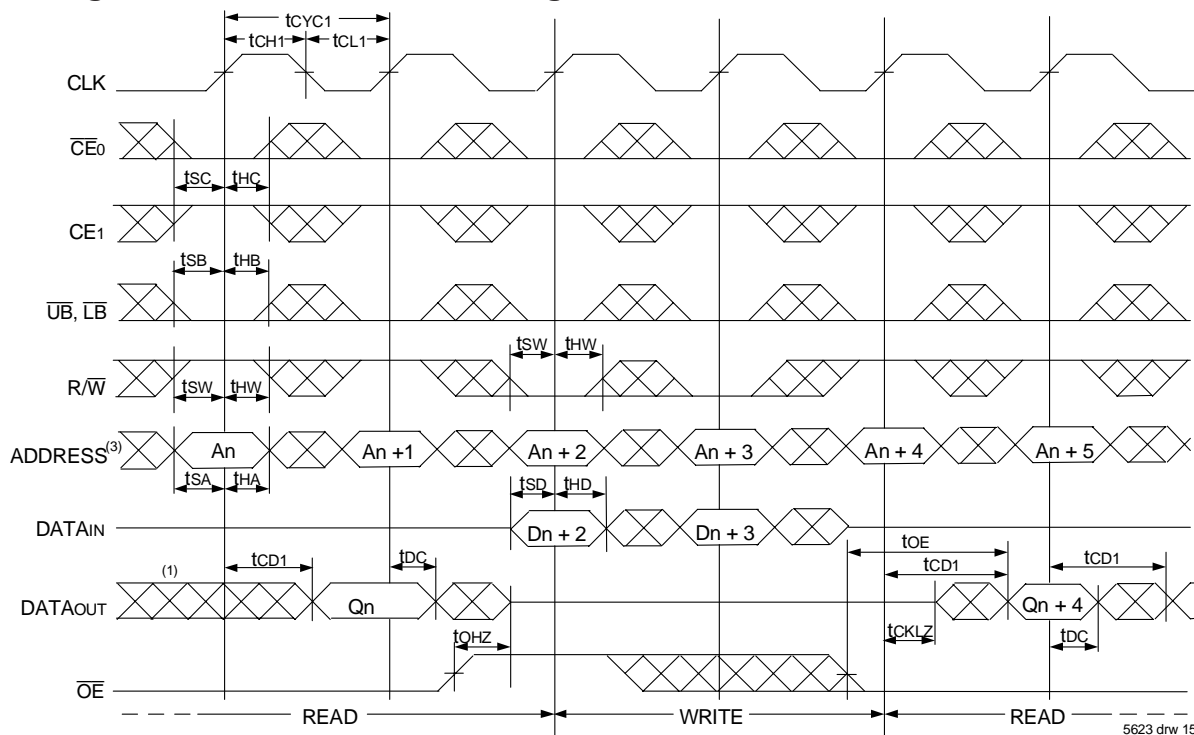 tCYC1
tCH1 tCL1
CLK
CE0
tSC tHC
CE1
tSB tHB
UB, LB
tSW tHW
R/W
tSW tHW
ADDRESS(3) An An +1 An + 2 An + 3 An + 4 An + 5
tSA tHA
tSD tHD
DATAIN Dn + 2 Dn + 3
tOE
tCD1 tDC tCD1 tCD1
(1)
DATAOUT Qn Qn + 4
tOHZ tCKLZ tDC
OE
READ WRITE READ
5623 drw 15